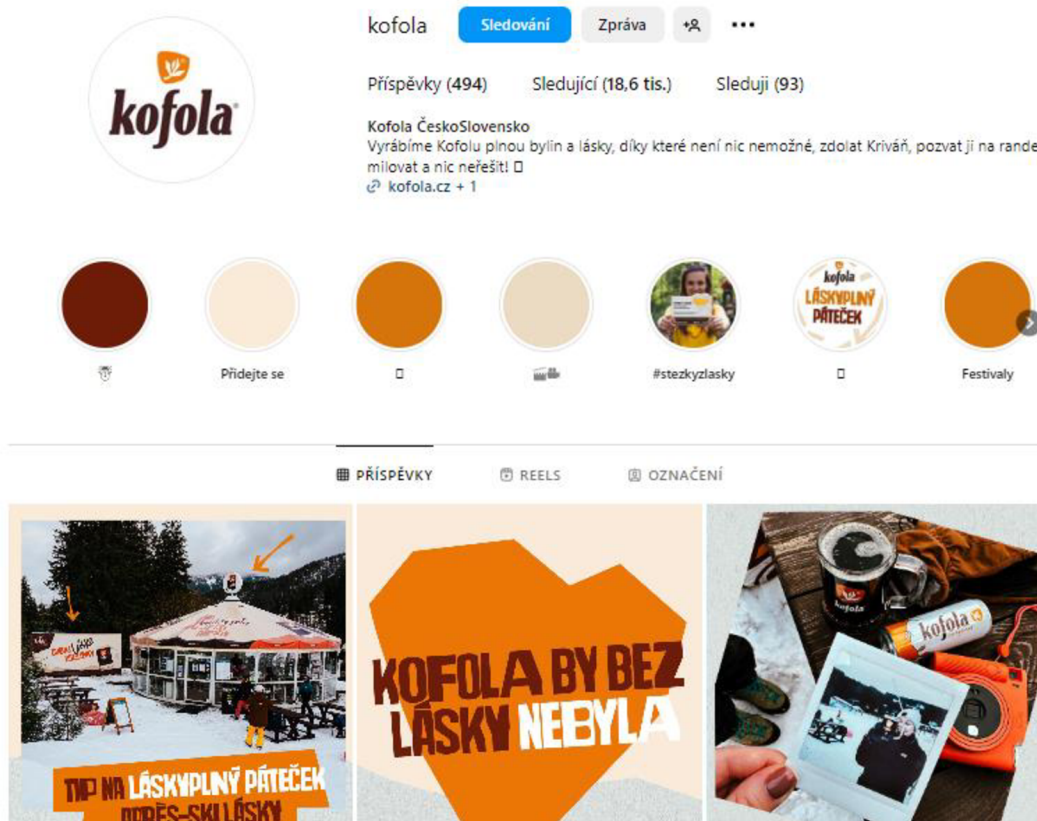 kofola
kofola Sledování Zpráva
Příspěvky (494) Sledující (18,6 tis.) Sleduji (93)
Kofola ČeskoSlovensko
Vyrábíme Kofolu plnou bylin a lásky, díky které není nic nemožné, zdolat Kriváň, pozvat ji na rande
milovat a nic neřešit!
kofola.cz + 1
kofola
LÁSKYPLNÝ
PÁTEČEK
Přidejte se #stezkyzlasky Festivaly
PŘÍSPĚVKY REELS OZNAČENÍ
TIP NA LÁSKYPLNÝ PÁTEČEK
APRÈS-SKI LÁSKY
KOFOLA BY BEZ
LÁSKY NEBYLA
kofola
kofola